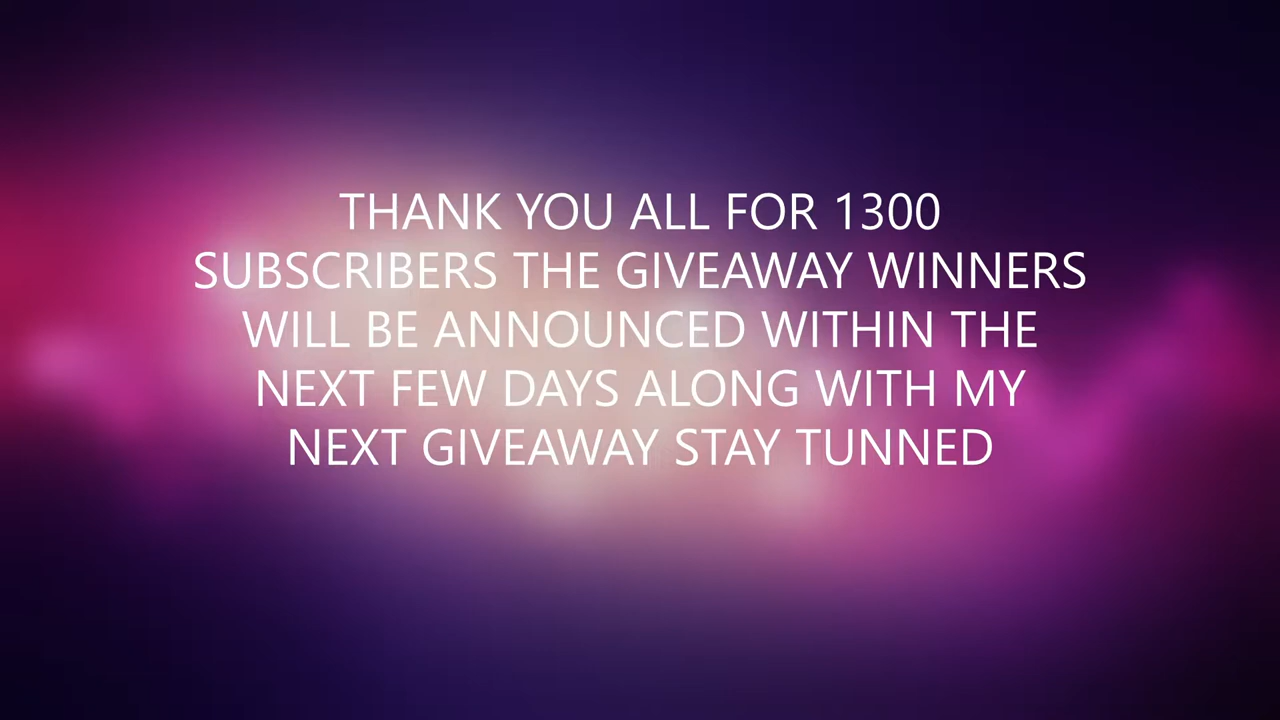 THANK YOU ALL FOR 1300
SUBSCRIBERS THE GIVEAWAY WINNERS
WILL BE ANNOUNCED WITHIN THE
NEXT FEW DAYS ALONG WITH MY
NEXT GIVEAWAY STAY TUNNED